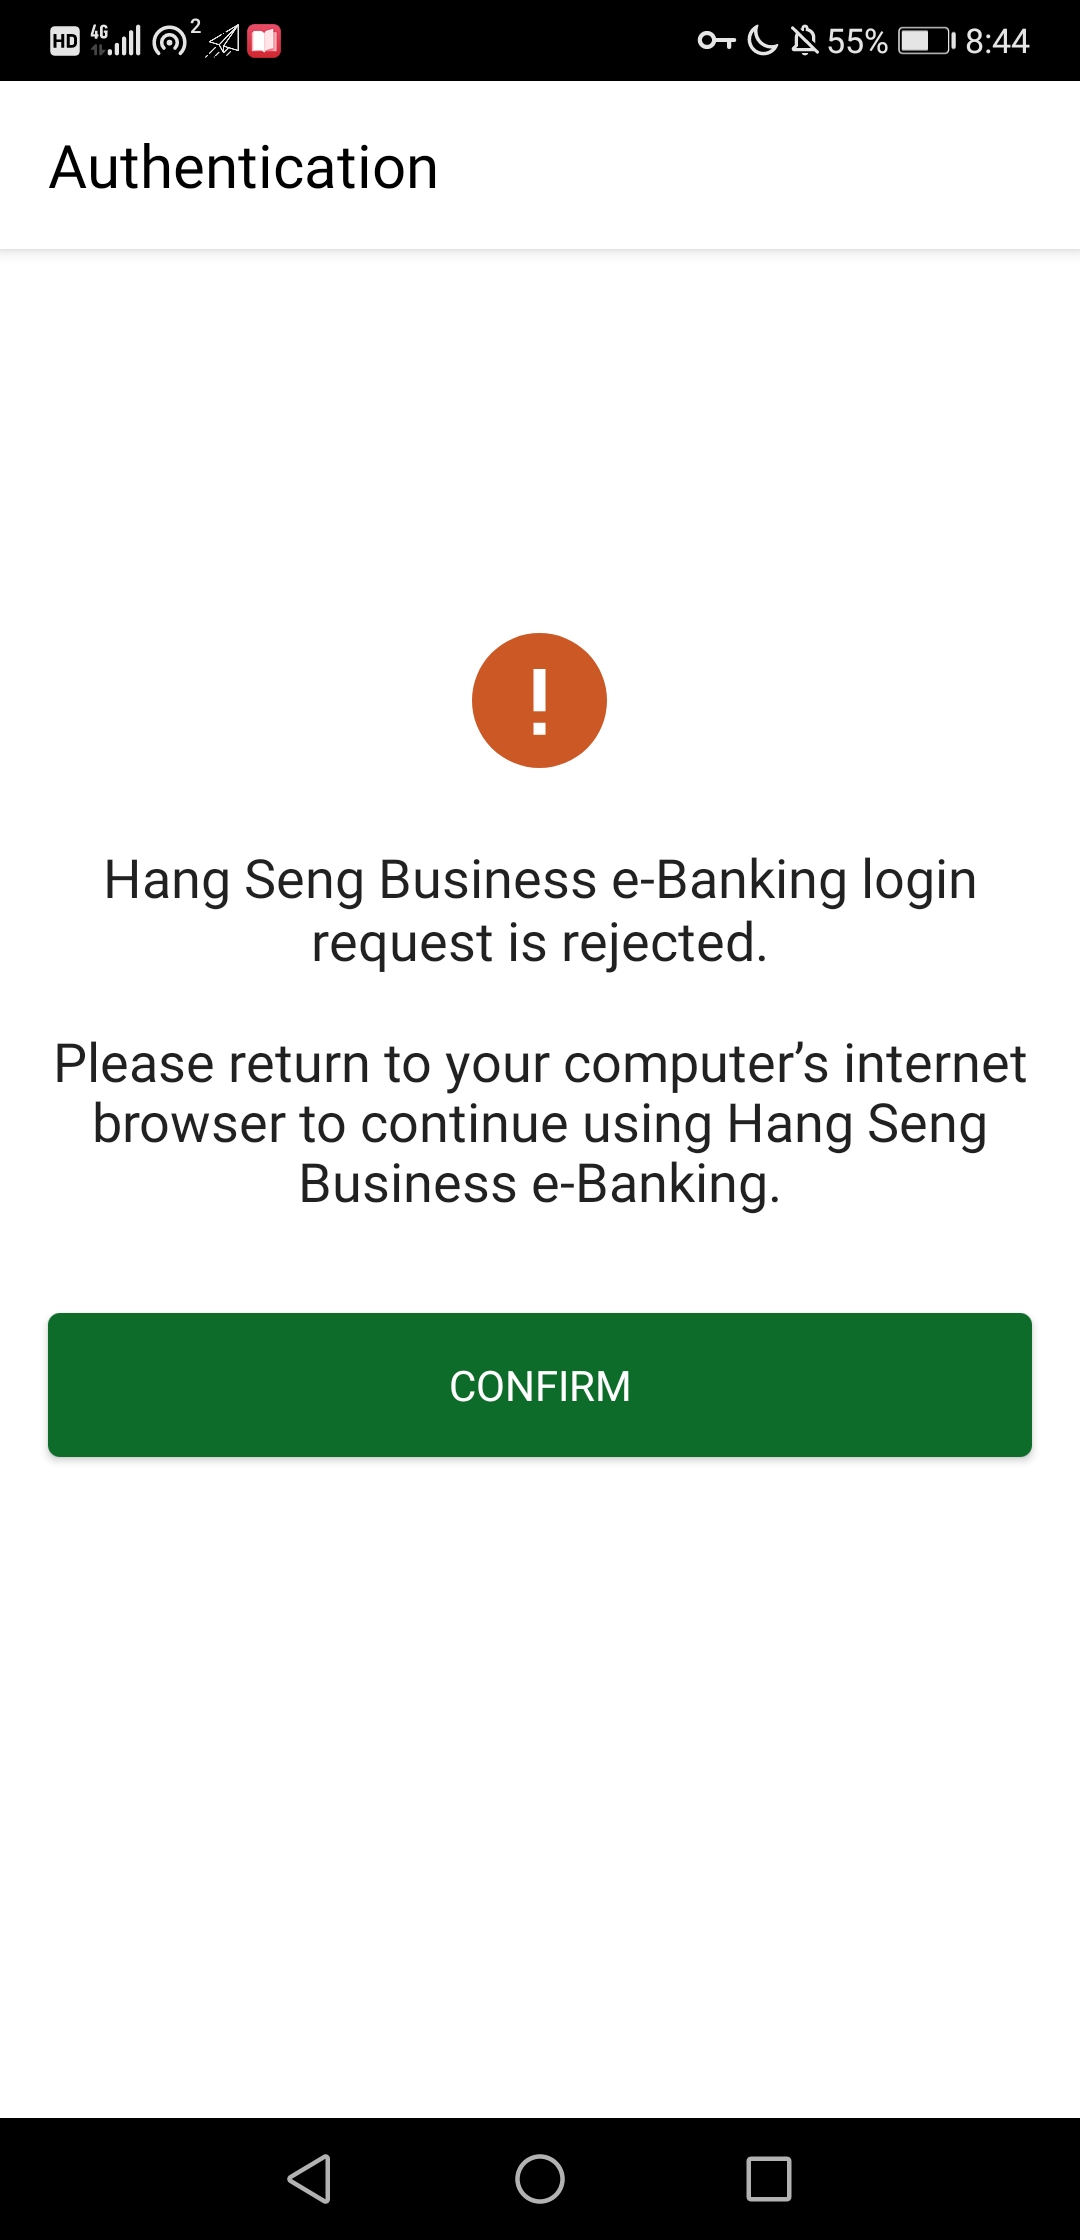 HD 4G 2 55% 8:44
Authentication
!
Hang Seng Business e-Banking login
request is rejected.
Please return to your computer’s internet
browser to continue using Hang Seng
Business e-Banking.
CONFIRM